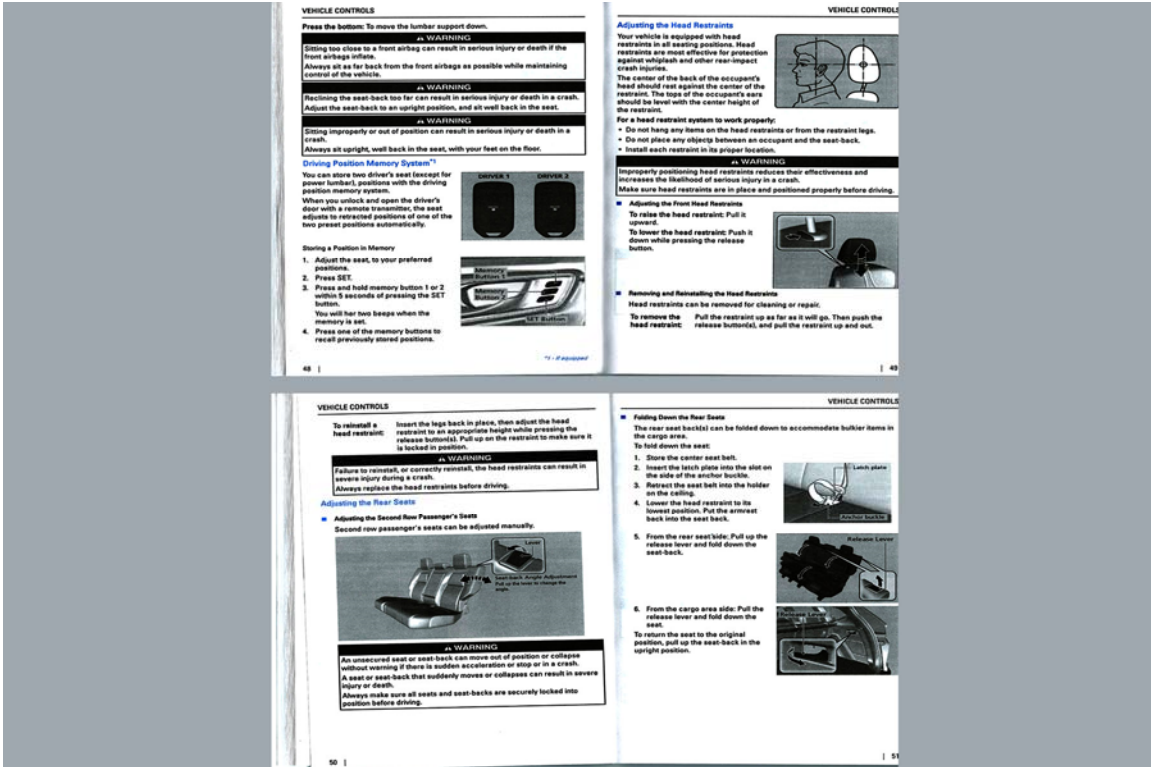 VEHICLE CONTROLS
Press the bottom: To move the lumbar support down.
⚠ WARNING
Sitting too close to a front airbag can result in serious injury or death if the
front airbags inflate.
Always sit as far back from the front airbags as possible while maintaining
control of the vehicle.
⚠ WARNING
Reclining the seat-back too far can result in serious injury or death in a crash.
Adjust the seat-back to an upright position, and sit well back in the seat.
⚠ WARNING
Sitting improperly or out of position can result in serious injury or death in a
crash.
Always sit upright, well back in the seat, with your feet on the floor.
Driving Position Memory System*1
You can store two driver's seat (except for
power lumbar), positions with the driving
position memory system.
When you unlock and open the driver's
door with a remote transmitter, the seat
adjusts to retracted positions of one of the
two preset positions automatically.
DRIVER 1 DRIVER 2
Storing a Position in Memory
1. Adjust the seat, to your preferred
positions.
2. Press SET.
3. Press and hold memory button 1 or 2
within 5 seconds of pressing the SET
button.
You will her two beeps when the
memory is set.
4. Press one of the memory buttons to
recall previously stored positions.
Memory
Button 1
Memory
Button 2
SET Button
*1 - if equipped
48 |
VEHICLE CONTROLS
Adjusting the Head Restraints
Your vehicle is equipped with head
restraints in all seating positions. Head
restraints are most effective for protection
against whiplash and other rear-impact
crash injuries.
The center of the back of the occupant's
head should rest against the center of the
restraint. The tops of the occupant's ears
should be level with the center height of
the restraint.
For a head restraint system to work properly:
• Do not hang any items on the head restraints or from the restraint legs.
• Do not place any objects between an occupant and the seat-back.
• Install each restraint in its proper location.
⚠ WARNING
Improperly positioning head restraints reduces their effectiveness and
increases the likelihood of serious injury in a crash.
Make sure head restraints are in place and positioned properly before driving.
■ Adjusting the Front Head Restraints
To raise the head restraint: Pull it
upward.
To lower the head restraint: Push it
down while pressing the release
button.
■ Removing and Reinstalling the Head Restraints
Head restraints can be removed for cleaning or repair.
To remove the head restraint: Pull the restraint up as far as it will go. Then push the
release button(s), and pull the restraint up and out.
| 49
VEHICLE CONTROLS
To reinstall a head restraint: Insert the legs back in place, then adjust the head
restraint to an appropriate height while pressing the
release button(s). Pull up on the restraint to make sure it
is locked in position.
⚠ WARNING
Failure to reinstall, or correctly reinstall, the head restraints can result in
severe injury during a crash.
Always replace the head restraints before driving.
Adjusting the Rear Seats
■ Adjusting the Second Row Passenger's Seats
Second row passenger's seats can be adjusted manually.
Lever
Seat-back Angle Adjustment
Pull up the lever to change the
angle.
⚠ WARNING
An unsecured seat or seat-back can move out of position or collapse
without warning if there is sudden acceleration or stop or in a crash.
A seat or seat-back that suddenly moves or collapses can result in severe
injury or death.
Always make sure all seats and seat-backs are securely locked into
position before driving.
50 |
VEHICLE CONTROLS
■ Folding Down the Rear Seats
The rear seat back(s) can be folded down to accommodate bulkier items in
the cargo area.
To fold down the seat:
1. Store the center seat belt.
2. Insert the latch plate into the slot on
the side of the anchor buckle.
3. Retract the seat belt into the holder
on the ceiling.
4. Lower the head restraint to its
lowest position. Put the armrest
back into the seat back.
Latch plate
Anchor buckle
5. From the rear seat side: Pull up the
release lever and fold down the
seat-back.
Release Lever
6. From the cargo area side: Pull the
release lever and fold down the
seat.
To return the seat to the original
position, pull up the seat-back in the
upright position.
Release Lever
| 51